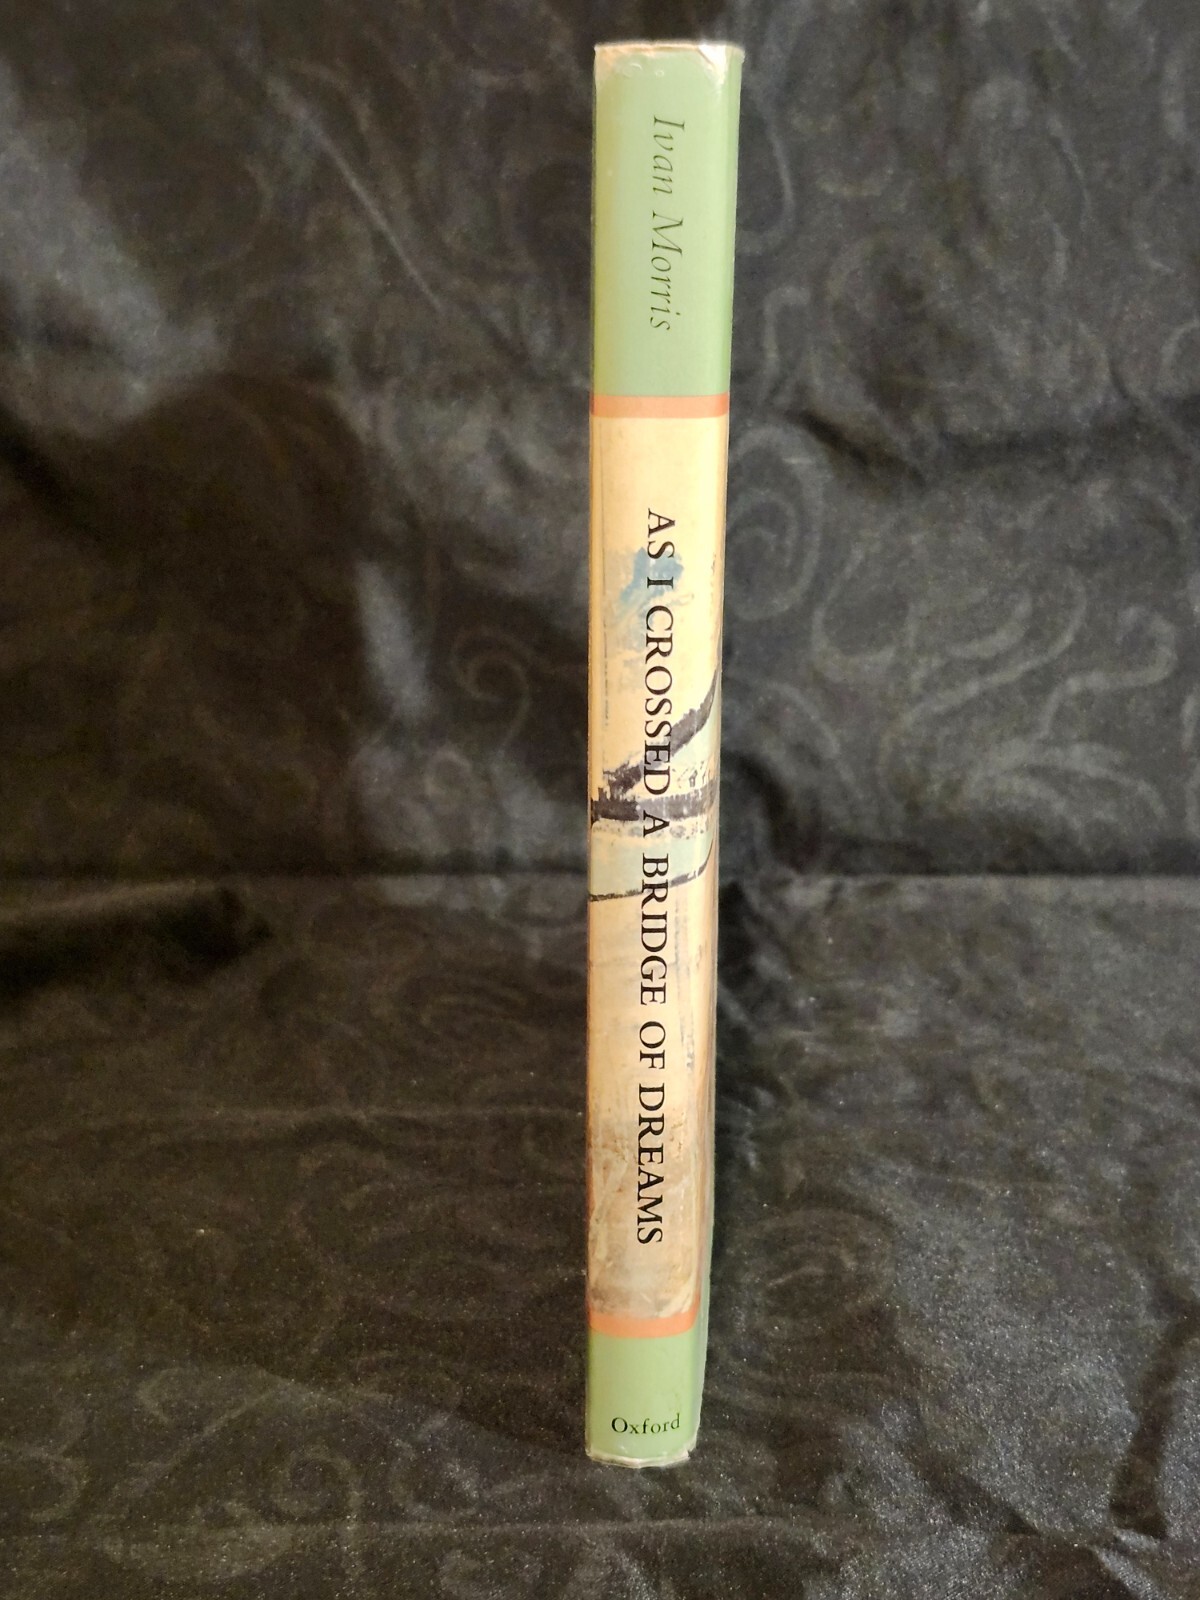 Ivan Morris
AS I CROSSED A BRIDGE OF DREAMS
Oxford